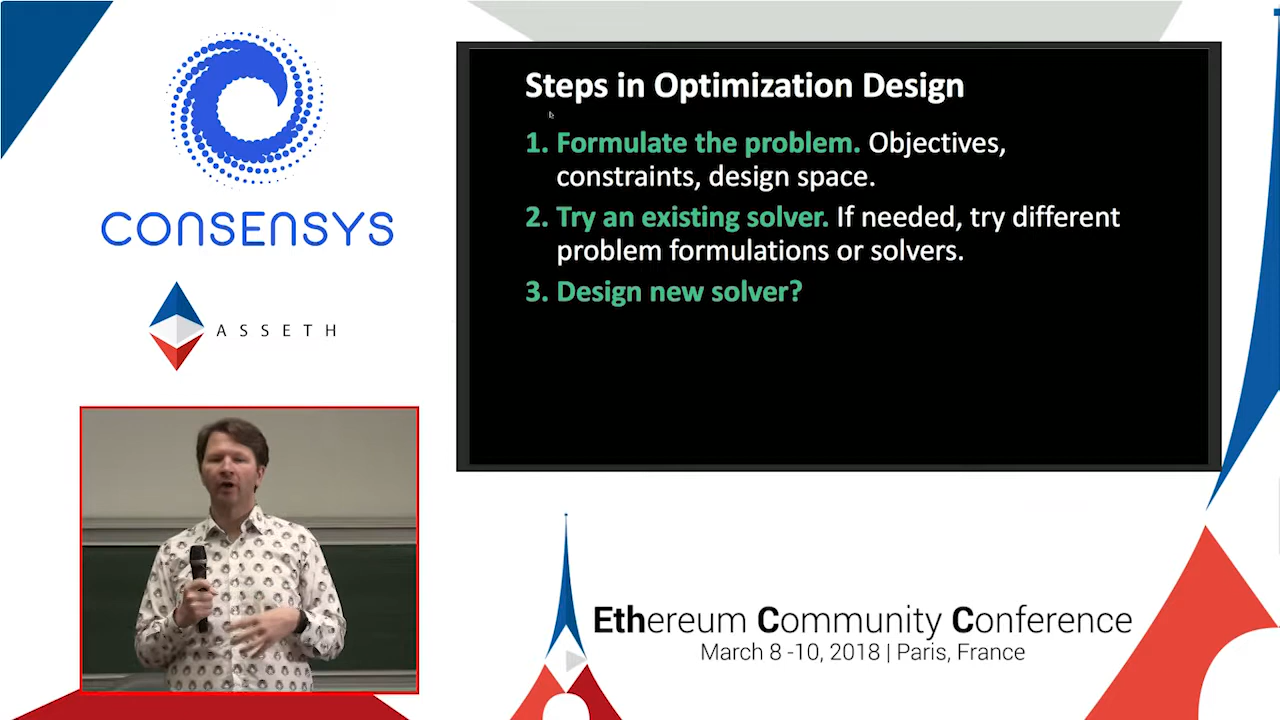 CONSENSYS
ASSETH
Steps in Optimization Design
1. Formulate the problem. Objectives,
constraints, design space.
2. Try an existing solver. If needed, try different
problem formulations or solvers.
3. Design new solver?
Ethereum Community Conference
March 8 -10, 2018 | Paris, France